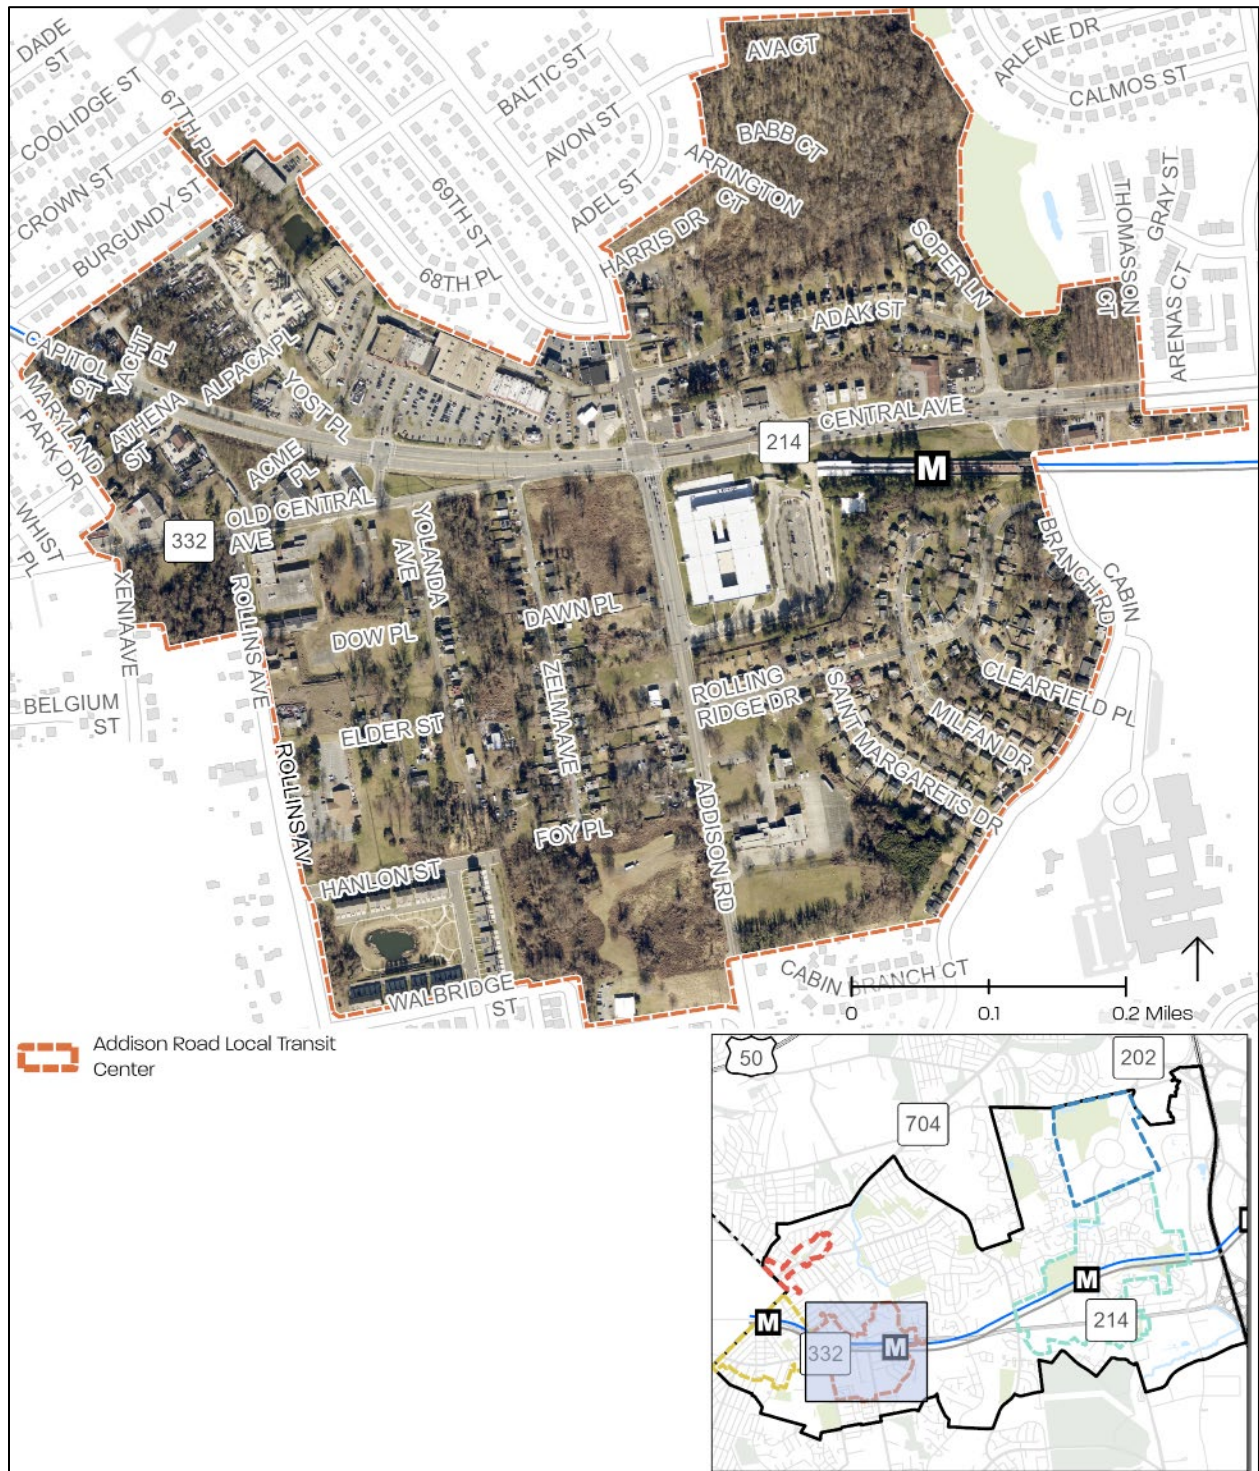 DADE
ST
COOLIDGE ST
CROWN ST
BURGUNDY ST
67TH PL
69TH ST
68TH PL
BALTIC ST
AVON ST
ADEL ST
AVA CT
BABB CT
ARRINGTON
CT
HARRIS DR
ARLENE DR
CALMOS ST
THOMASSON
CT
GRAY ST
ARENAS CT
SOPER LN
ADAK ST
CENTRAL AVE
214
M
CAPITOL
ST
YACHT
PL
MARYLAND
PARK DR
ATHENA
ST
ALPACA PL
YOST PL
ACME
PL
OLD CENTRAL
AVE
332
WHIST
PL
XENIA AVE
ROLLINS AVE
YOLANDA
AVE
DOW PL
DAWN PL
ZELMA AVE
ELDER ST
BELGIUM
ST
ROLLINS AV
FOY PL
HANLON ST
WALBRIDGE
ST
ADDISON RD
ROLLING
RIDGE DR
SAINT MARGARETS DR
MILFAN DR
CLEARFIELD PL
CABIN
BRANCH RD
CABIN BRANCH CT
0 0.1 0.2 Miles
Addison Road Local Transit
Center
50
202
704
M
M
M
214
332